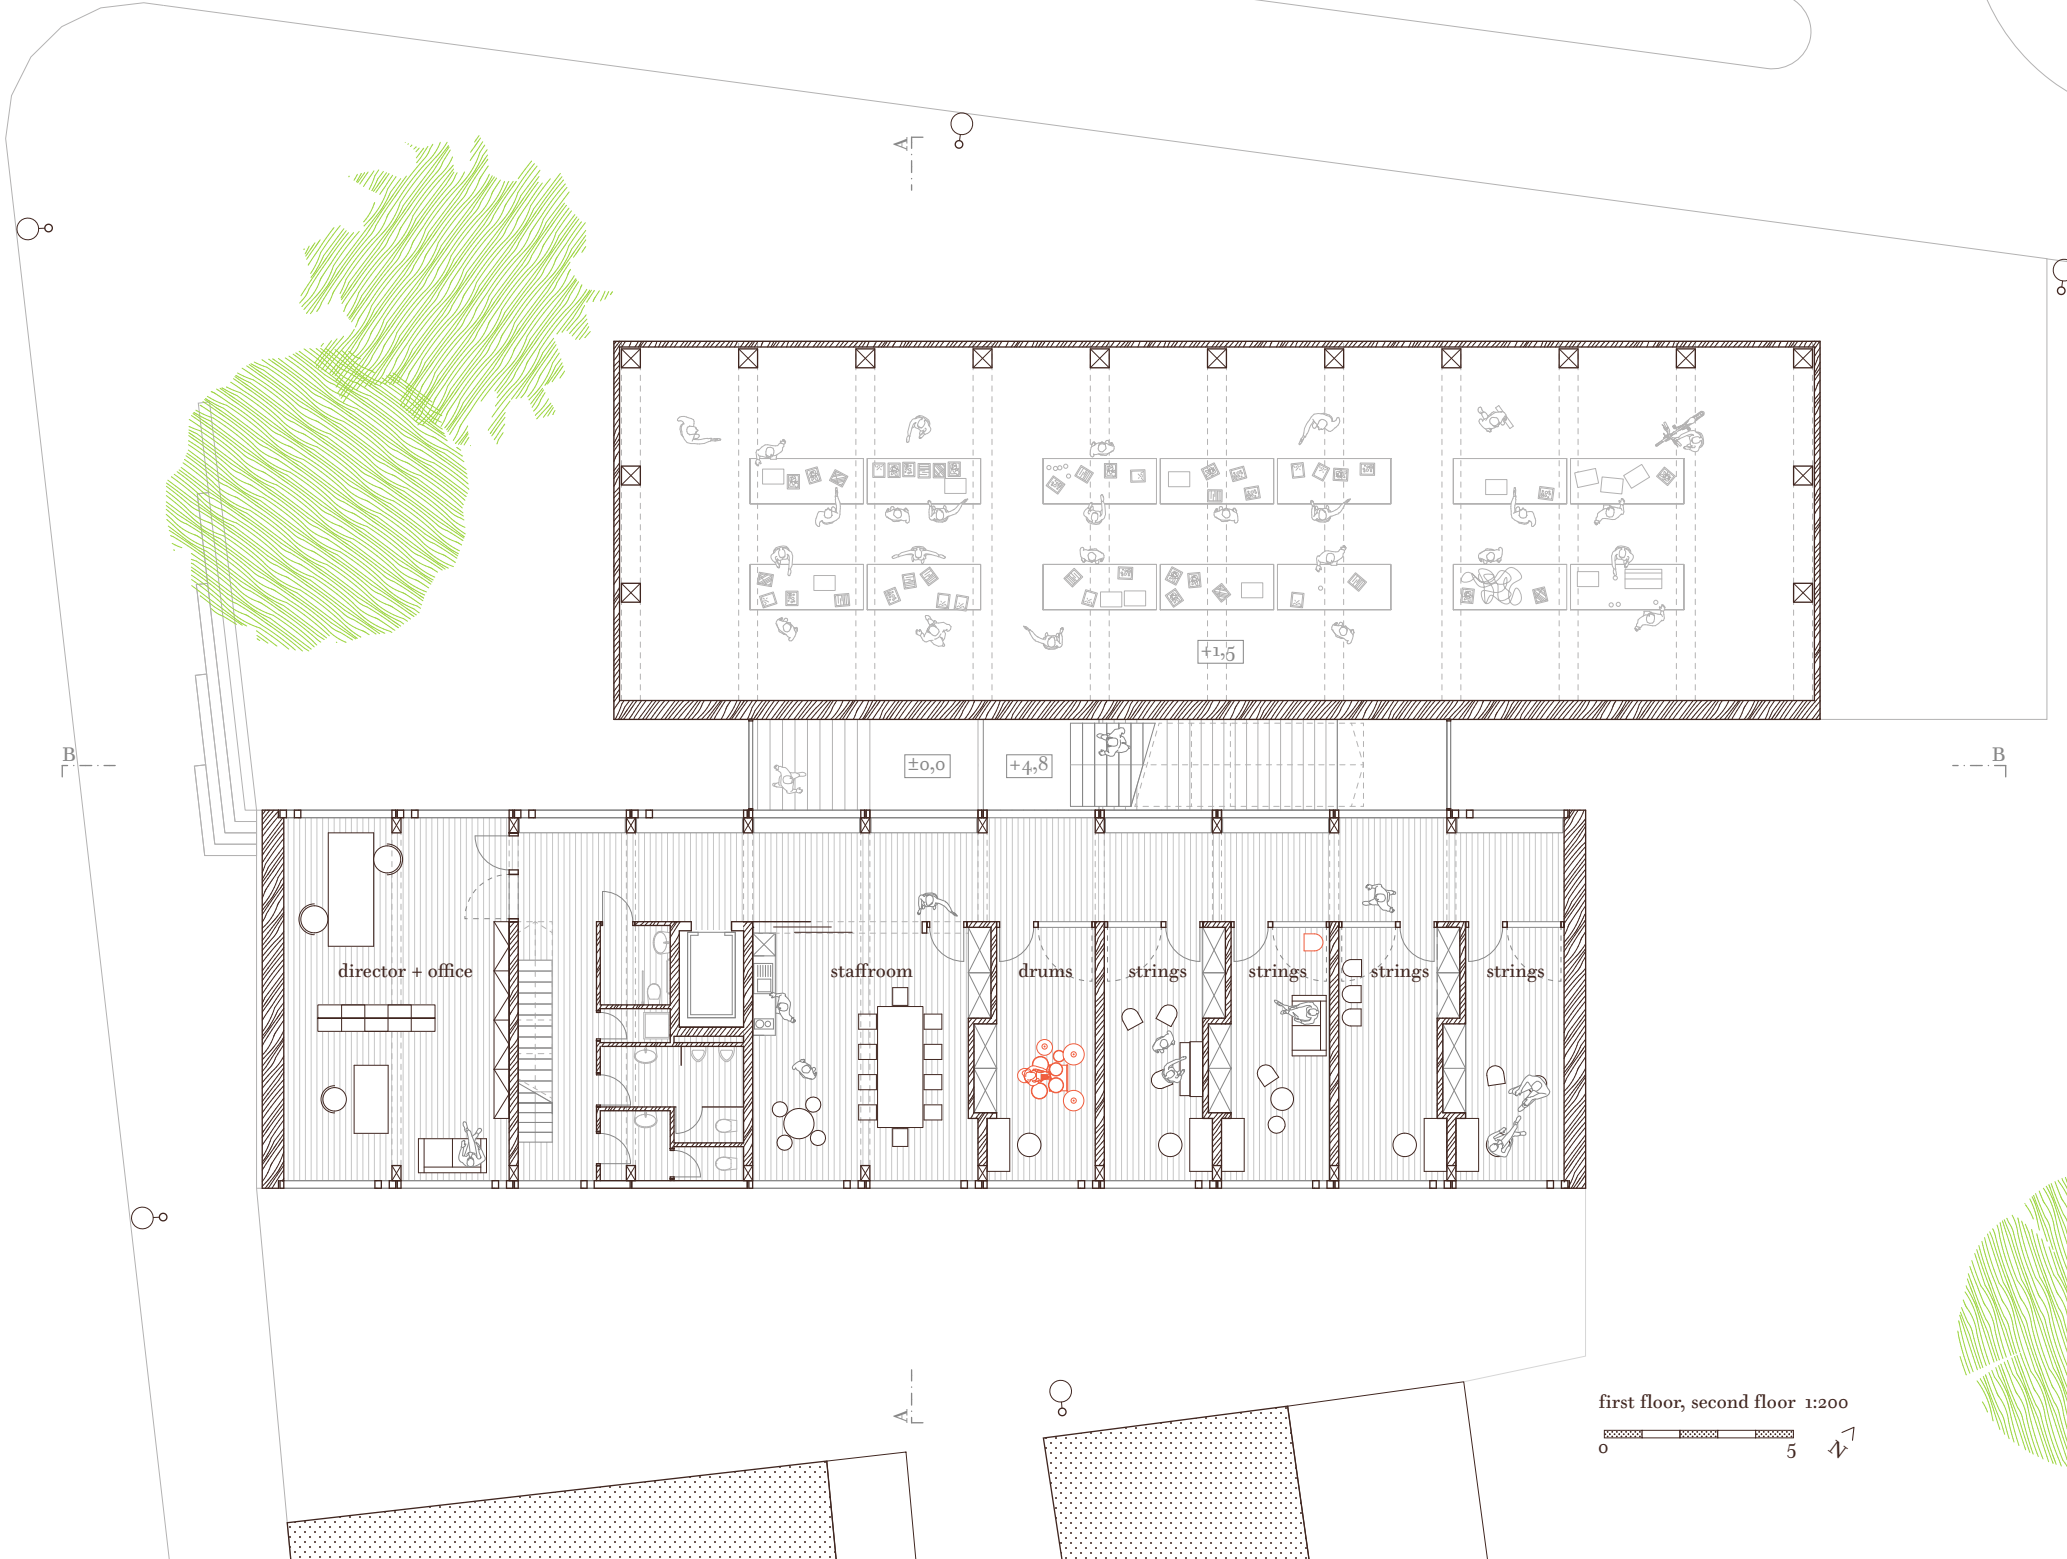 A
+1,5
B
±0,0
+4,8
B
director + office
staffroom
drums
strings
strings
strings
strings
A
first floor, second floor 1:200
0
5
N